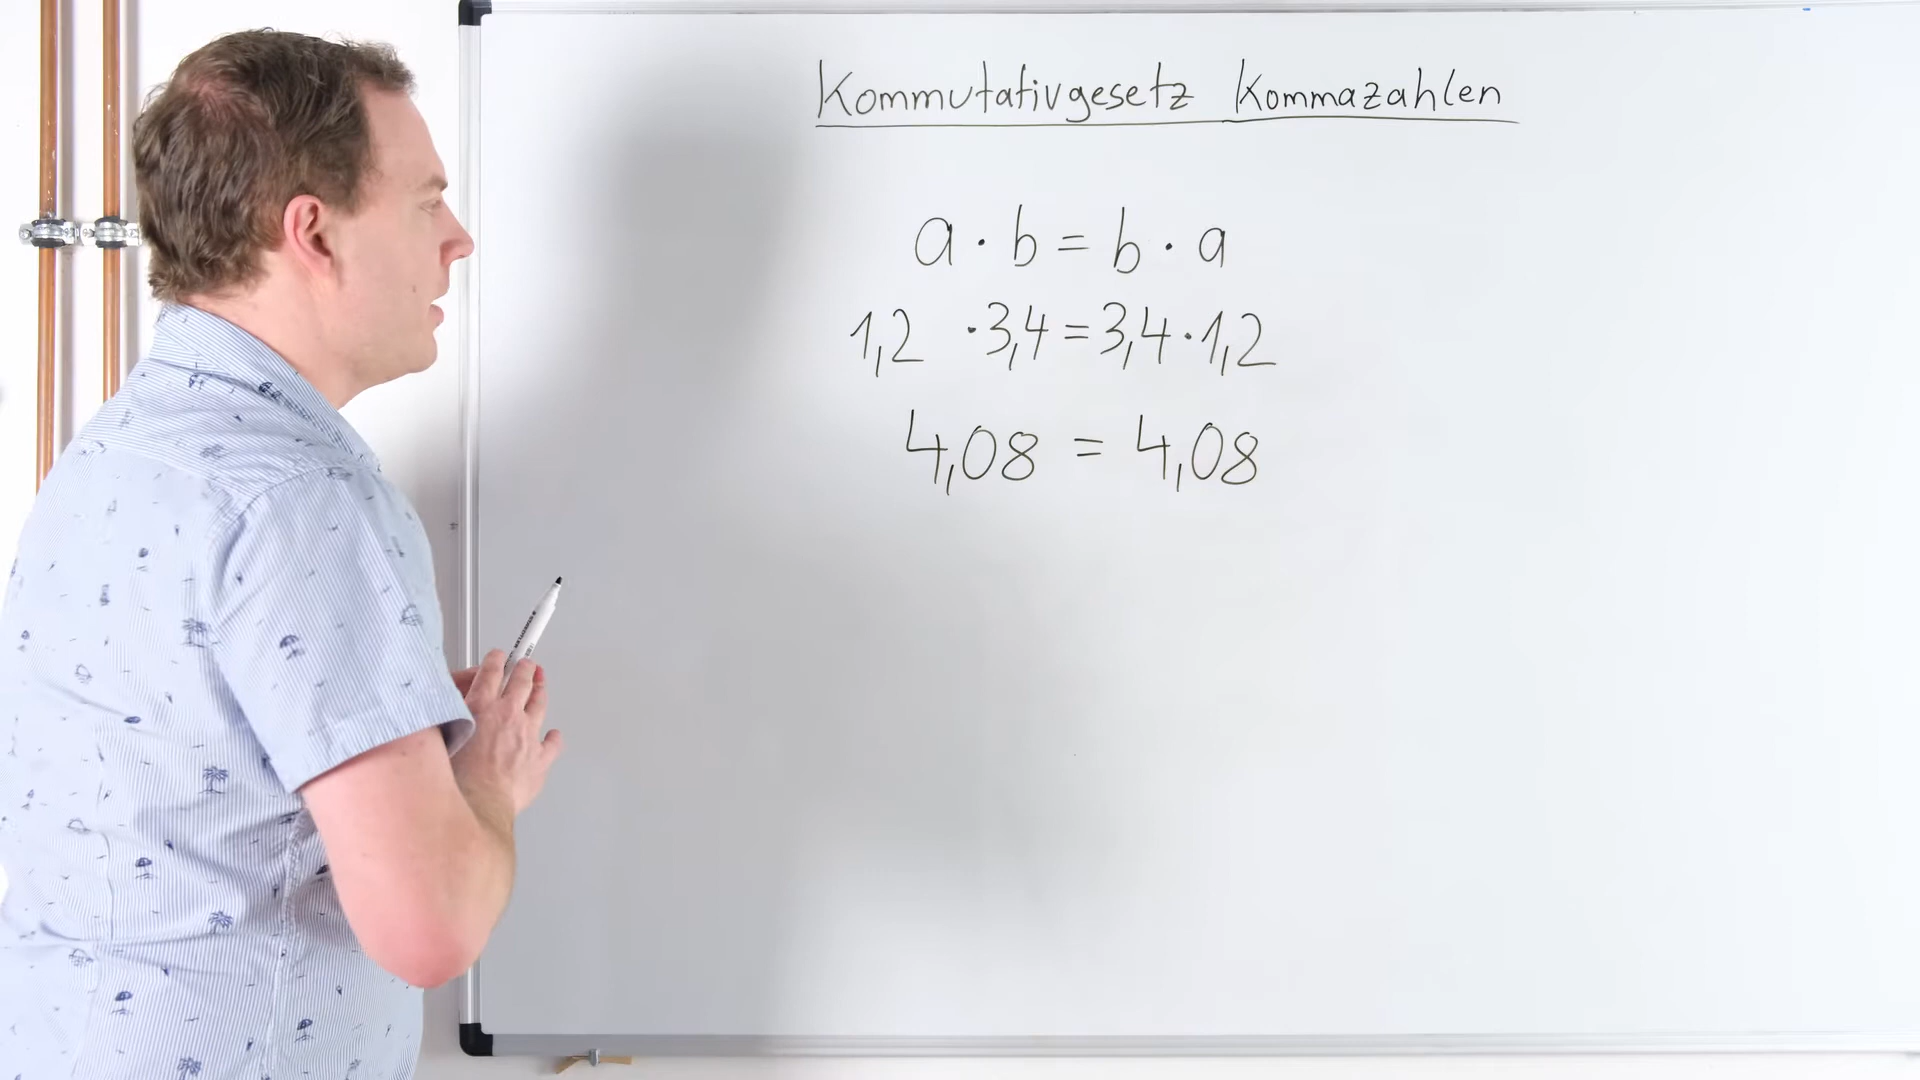 Kommutativgesetz Kommazahlen
a · b = b · a
1,2 · 3,4 = 3,4 · 1,2
4,08 = 4,08